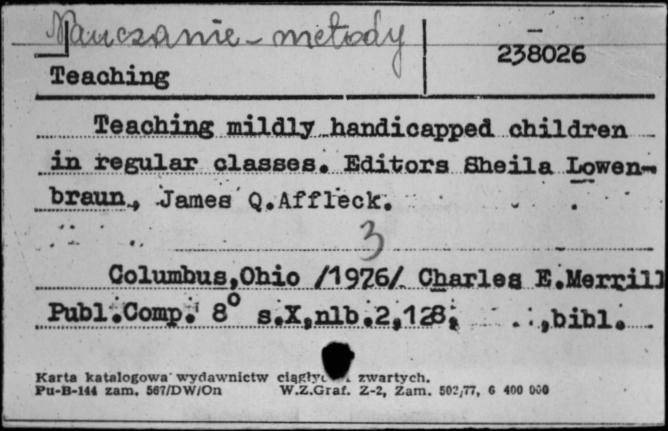 Nauczanie - metody
238026
Teaching
Teaching mildly handicapped children
in regular classes. Editors Sheila Lowen-
braun, James Q.Affleck.
3
Columbus,Ohio /1976/ Charles E.Merrill
Publ.Comp. 8° s.X,nlb.2,128, ,bibl.
Karta katalogowa wydawnictw zwartych.
Pu-B-144 zam. 567/DW/On W.Z.Graf. Z-2, Zam. 502,77, 6 400 000